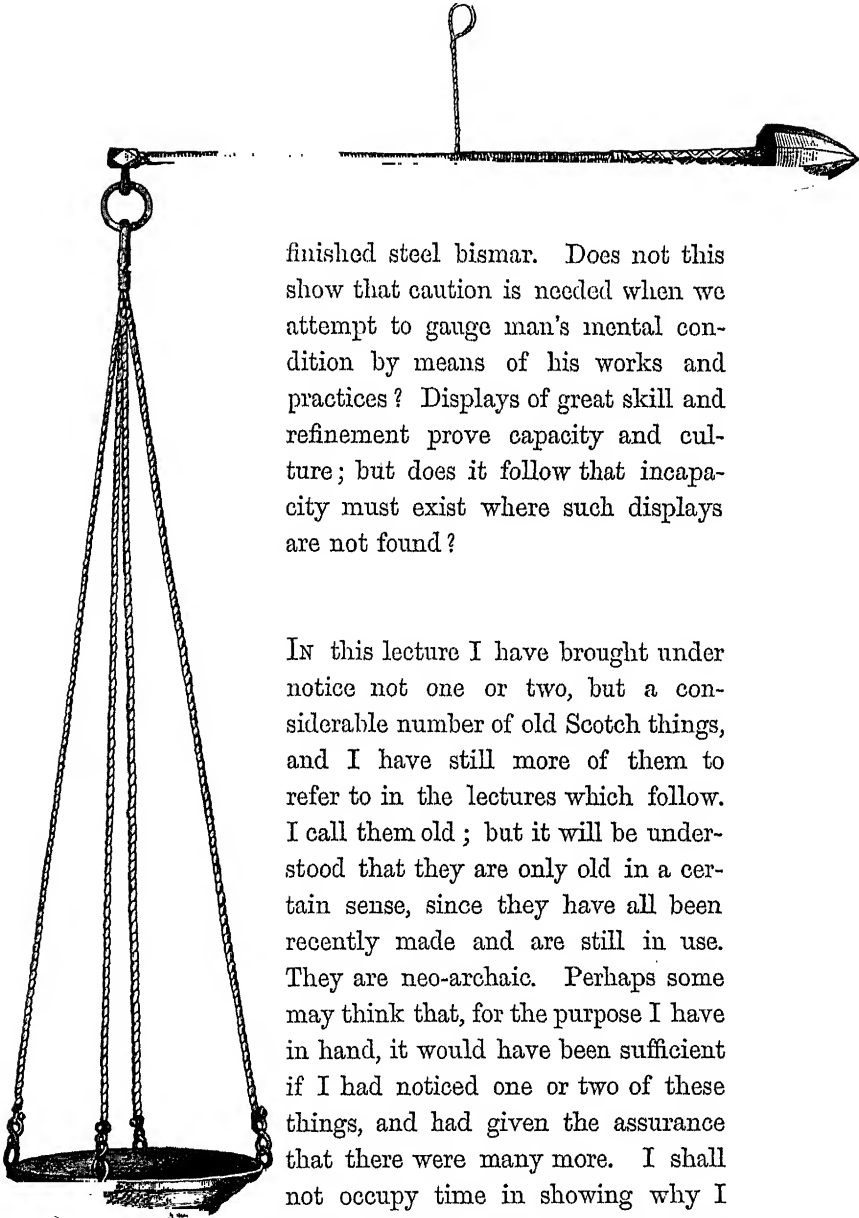 finished steel bismar. Does not this
show that caution is needed when we
attempt to gauge man's mental con-
dition by means of his works and
practices? Displays of great skill and
refinement prove capacity and cul-
ture; but does it follow that incapa-
city must exist where such displays
are not found?
IN this lecture I have brought under
notice not one or two, but a con-
siderable number of old Scotch things,
and I have still more of them to
refer to in the lectures which follow.
I call them old; but it will be under-
stood that they are only old in a cer-
tain sense, since they have all been
recently made and are still in use.
They are neo-archaic. Perhaps some
may think that, for the purpose I have
in hand, it would have been sufficient
if I had noticed one or two of these
things, and had given the assurance
that there were many more. I shall
not occupy time in showing why I